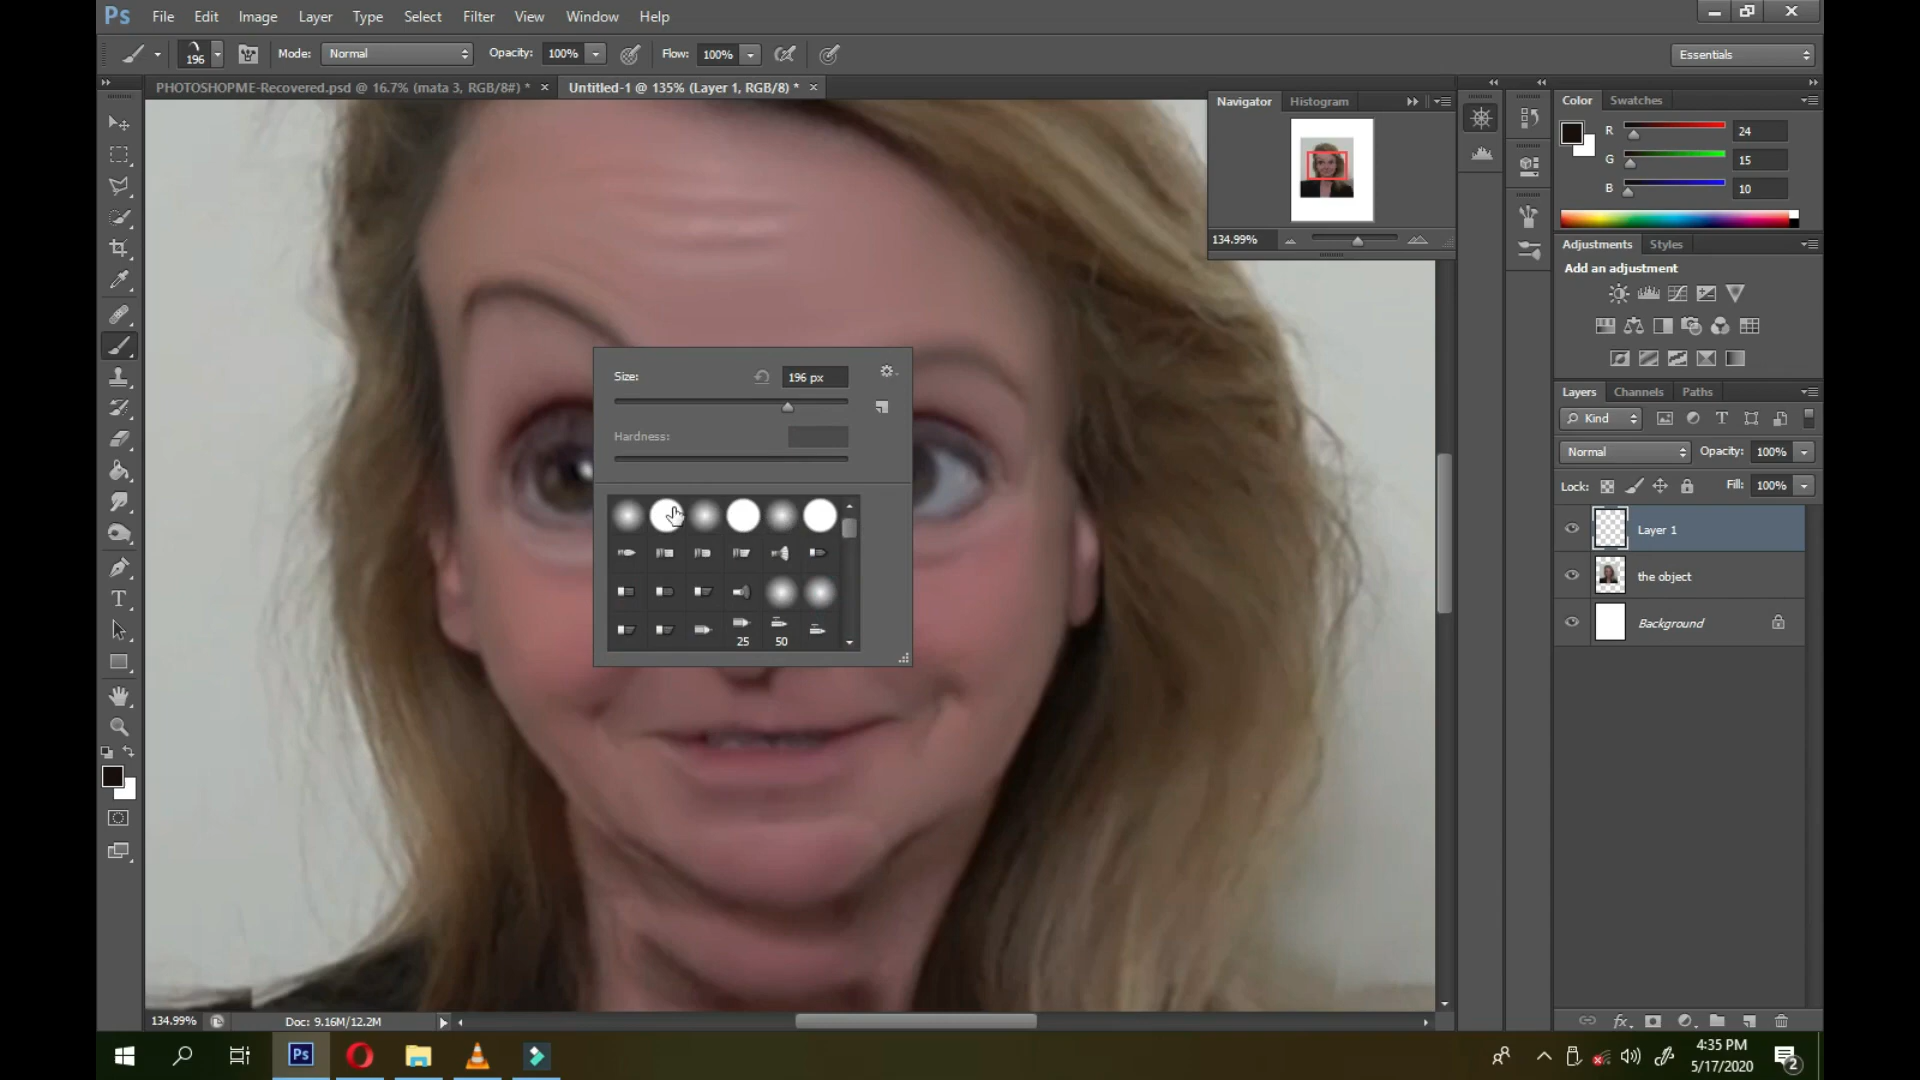 Ps File Edit Image Layer Type Select Filter View Window Help
196 Mode: Normal Opacity: 100% Flow: 100% Essentials
PHOTOSHOPME-Recovered.psd @ 16.7% (mata 3, RGB/8#) * × Untitled-1 @ 135% (Layer 1, RGB/8) * ×
Navigator Histogram
134.99%
Color Swatches
R 24
G 15
B 10
Adjustments Styles
Add an adjustment
Size: 196 px
Hardness:
25 50
Layers Channels Paths
Kind
Normal Opacity: 100%
Lock: Fill: 100%
Layer 1
the object
Background
134.99% Doc: 9.16M/12.2M
Ps
4:35 PM
5/17/2020
2